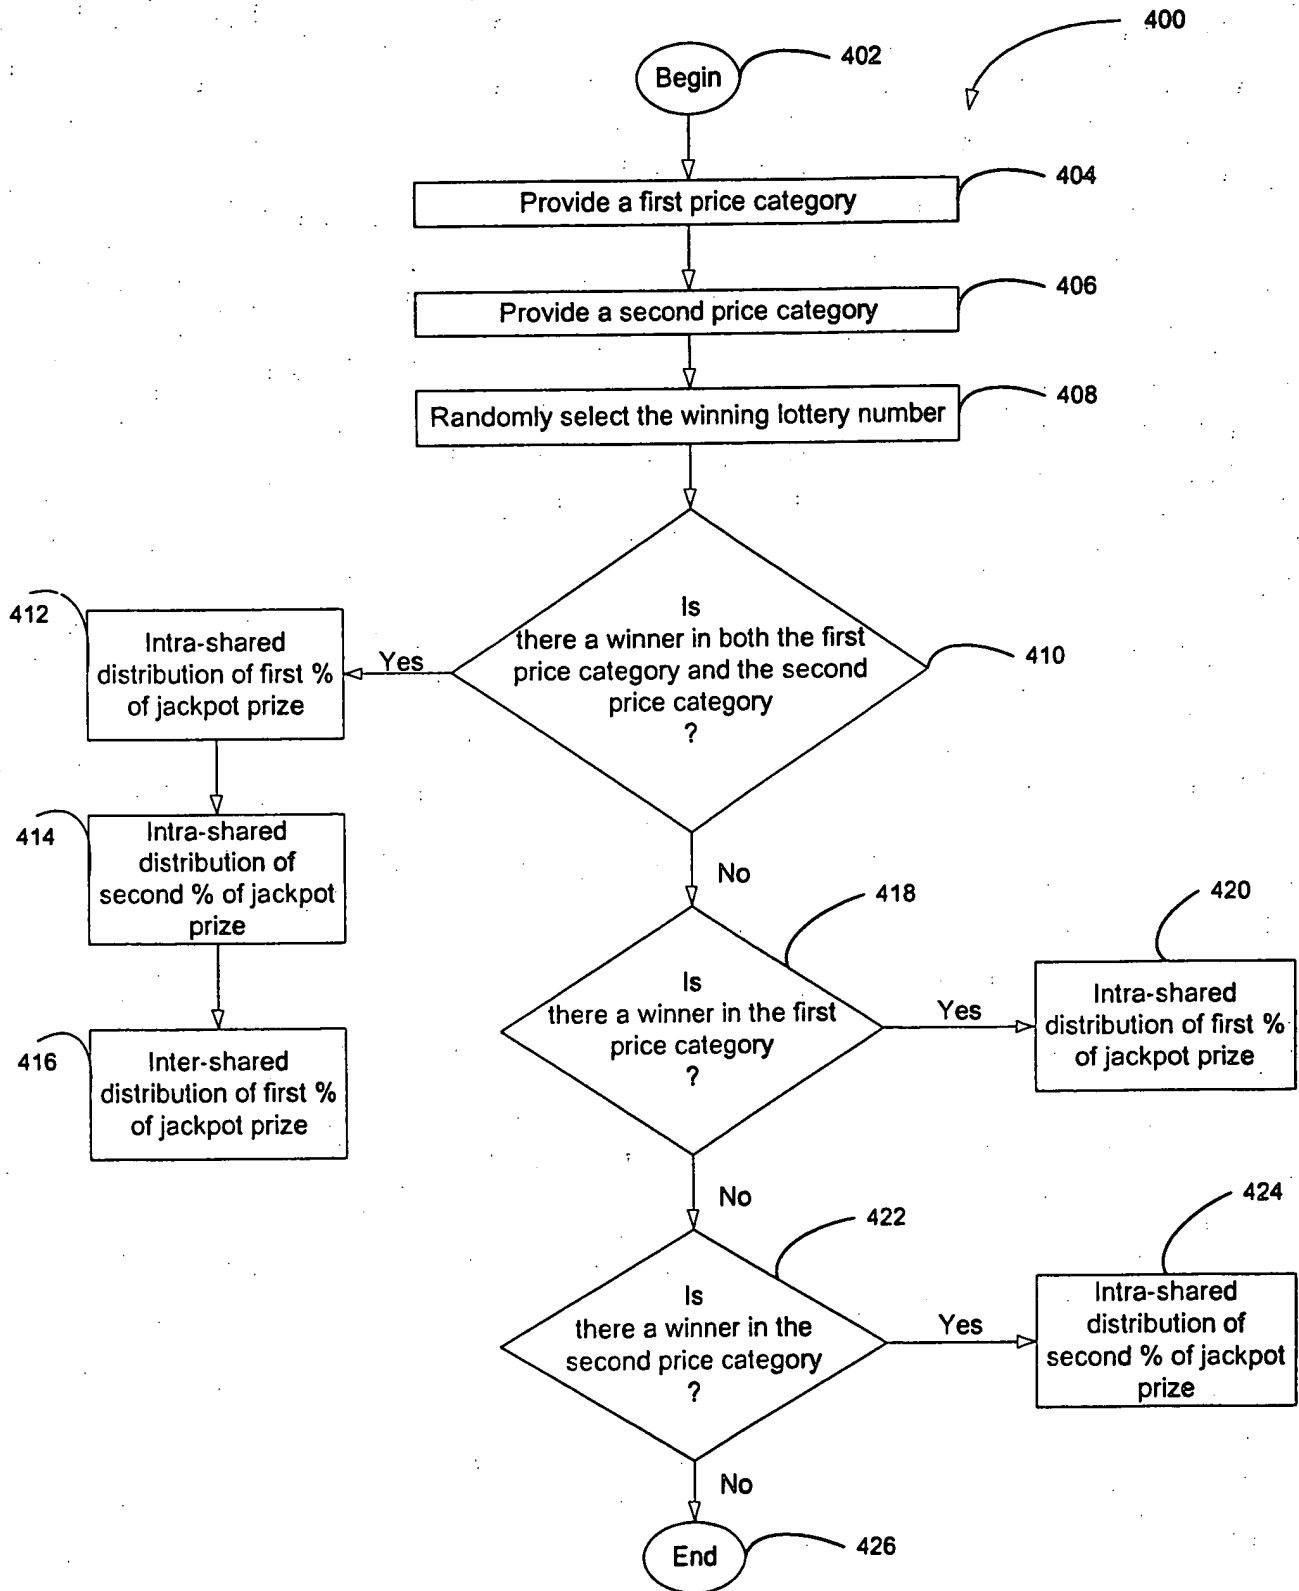 400
Begin
402
Provide a first price category
404
Provide a second price category
406
Randomly select the winning lottery number
408
Is
there a winner in both the first
price category and the second
price category
?
410
Yes
412
Intra-shared
distribution of first %
of jackpot prize
414
Intra-shared
distribution of
second % of jackpot
prize
416
Inter-shared
distribution of first %
of jackpot prize
No
418
Is
there a winner in the first
price category
?
Yes
420
Intra-shared
distribution of first %
of jackpot prize
No
422
Is
there a winner in the
second price category
?
Yes
424
Intra-shared
distribution of
second % of jackpot
prize
No
End
426